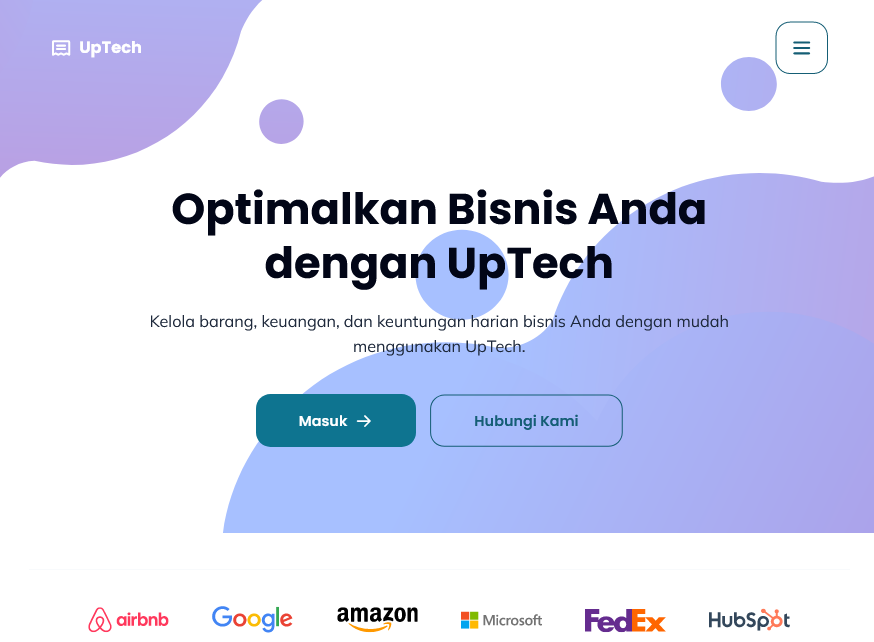 UpTech
Optimalkan Bisnis Anda
dengan UpTech
Kelola barang, keuangan, dan keuntungan harian bisnis Anda dengan mudah
menggunakan UpTech.
Masuk
Hubungi Kami
airbnb Google amazon Microsoft FedEx HubSpot